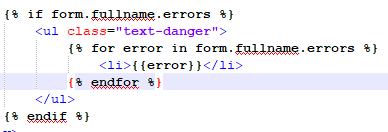 {% if form.fullname.errors %}
<ul class="text-danger">
{% for error in form.fullname.errors %}
<li>{{error}}</li>
{% endfor %}
</ul>
{% endif %}